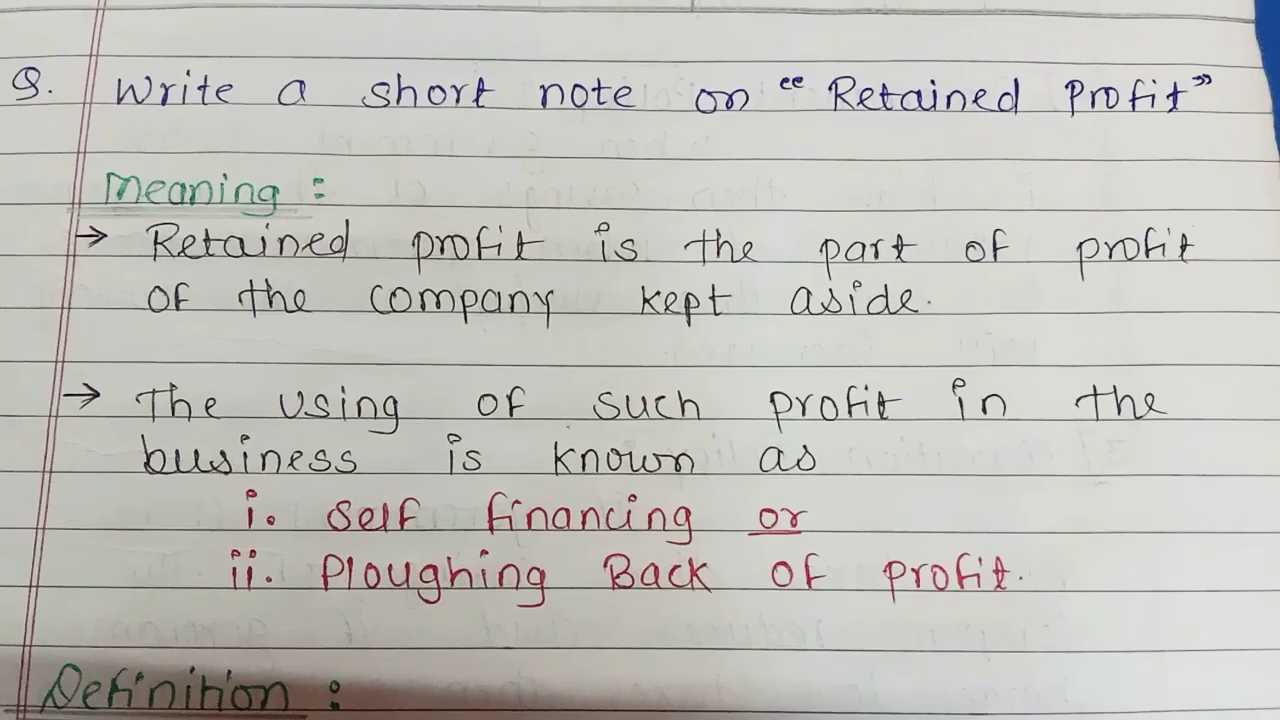 Q. Write a short note on "Retained Profit"
Meaning :
→ Retained profit is the part of profit
of the company kept aside.
→ The using of such profit in the
business is known as
i. Self financing or
ii. Ploughing Back of profit.
Definition :